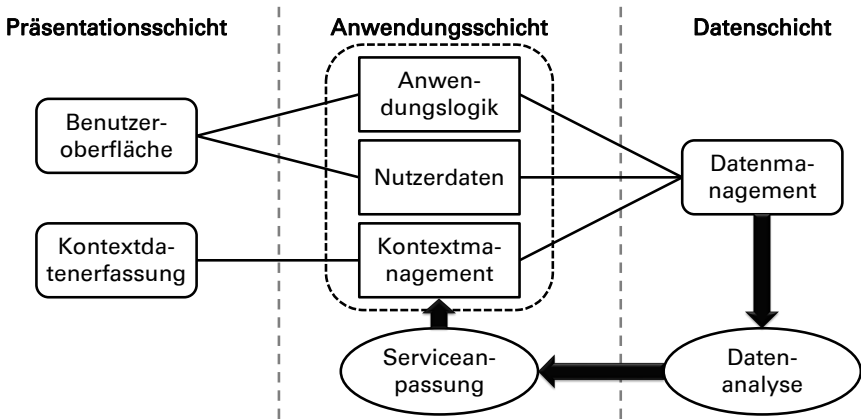 Präsentationsschicht
Anwendungsschicht
Datenschicht
Benutzer-
oberfläche
Kontextda-
tenerfassung
Anwen-
dungslogik
Nutzerdaten
Kontextma-
nagement
Servicean-
passung
Datenma-
nagement
Daten-
analyse